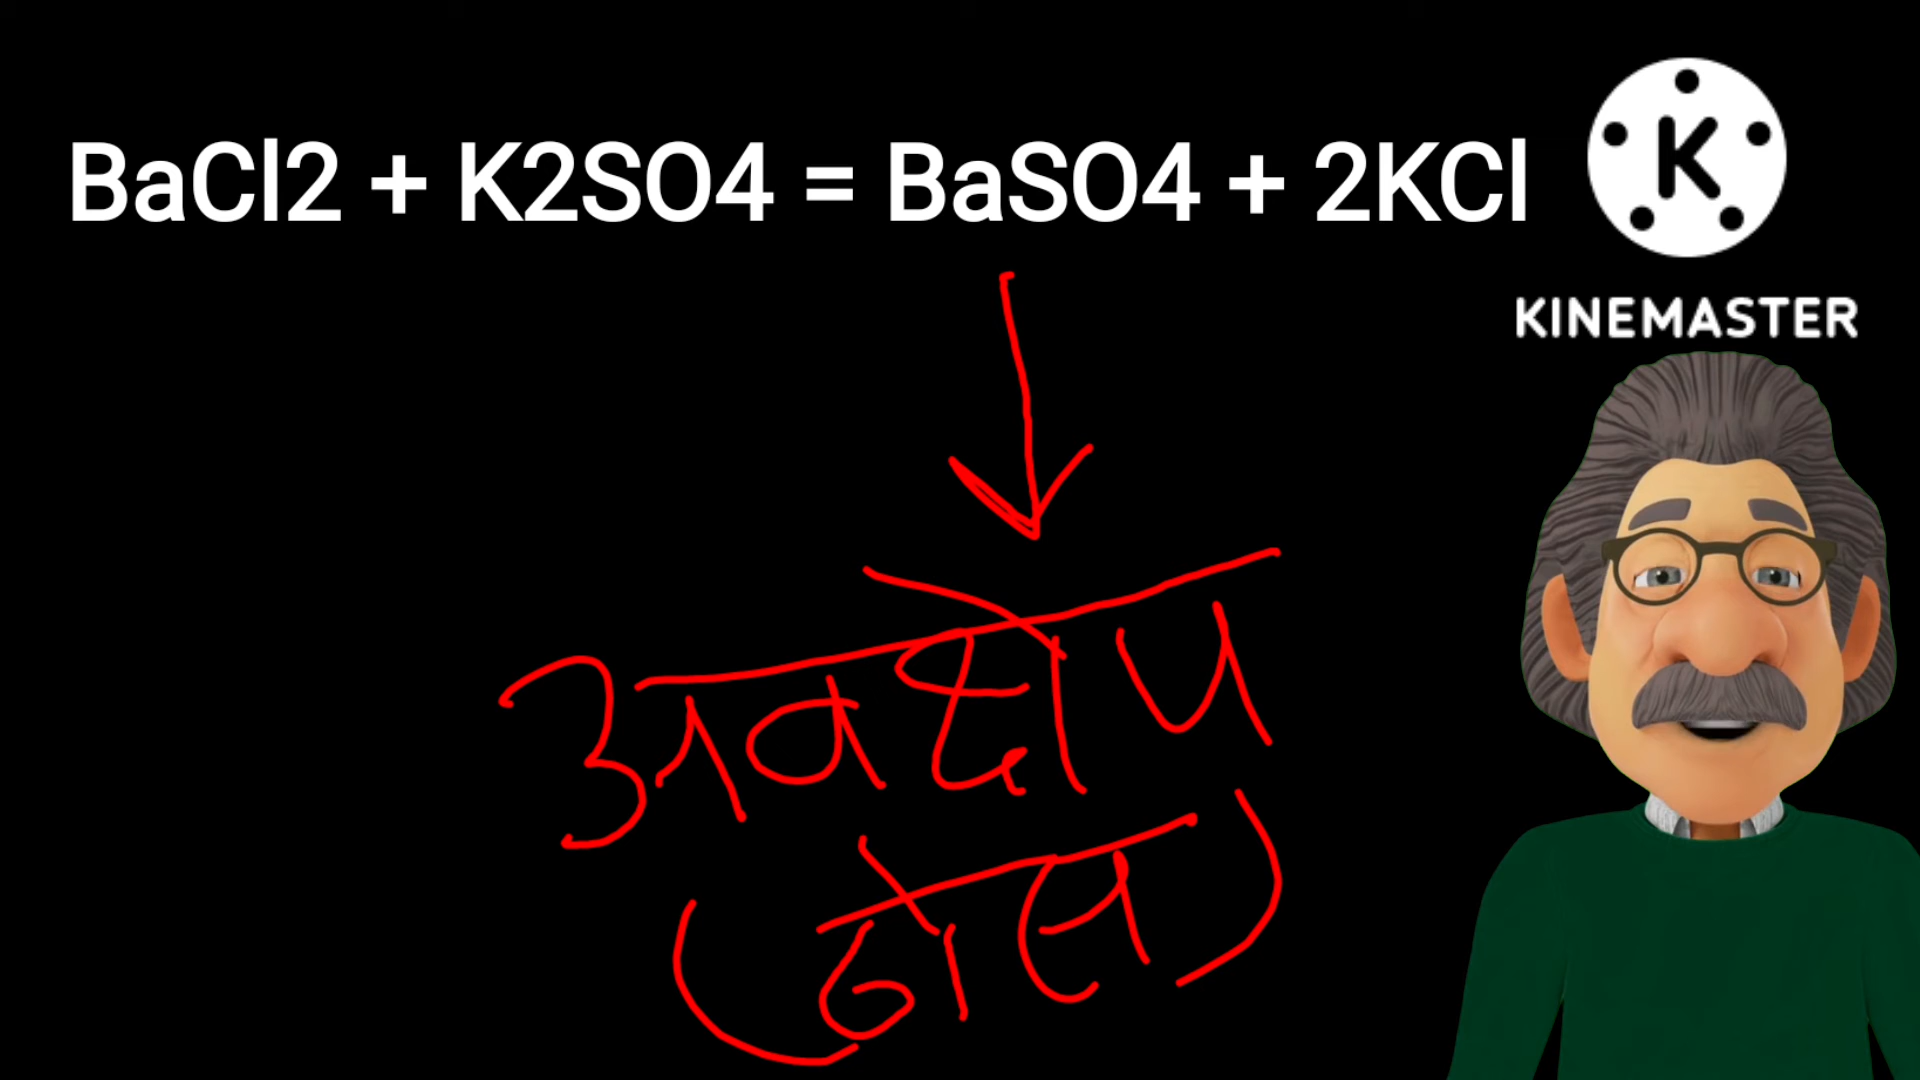 BaCl2 + K2SO4 = BaSO4 + 2KCl
KINEMASTER
अवक्षेप
(ठोस)